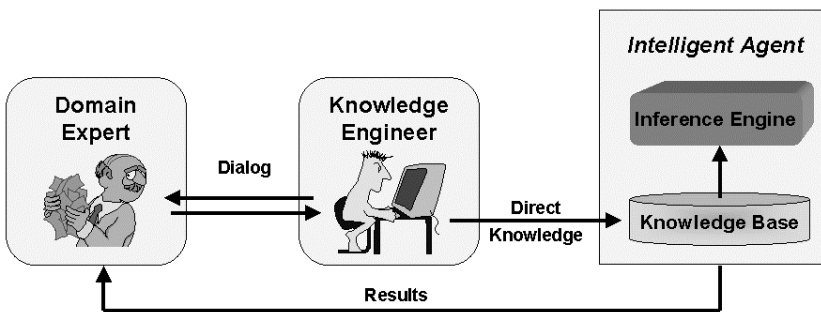 Domain
Expert
Dialog
Knowledge
Engineer
Direct
Knowledge
Intelligent Agent
Inference Engine
Knowledge Base
Results